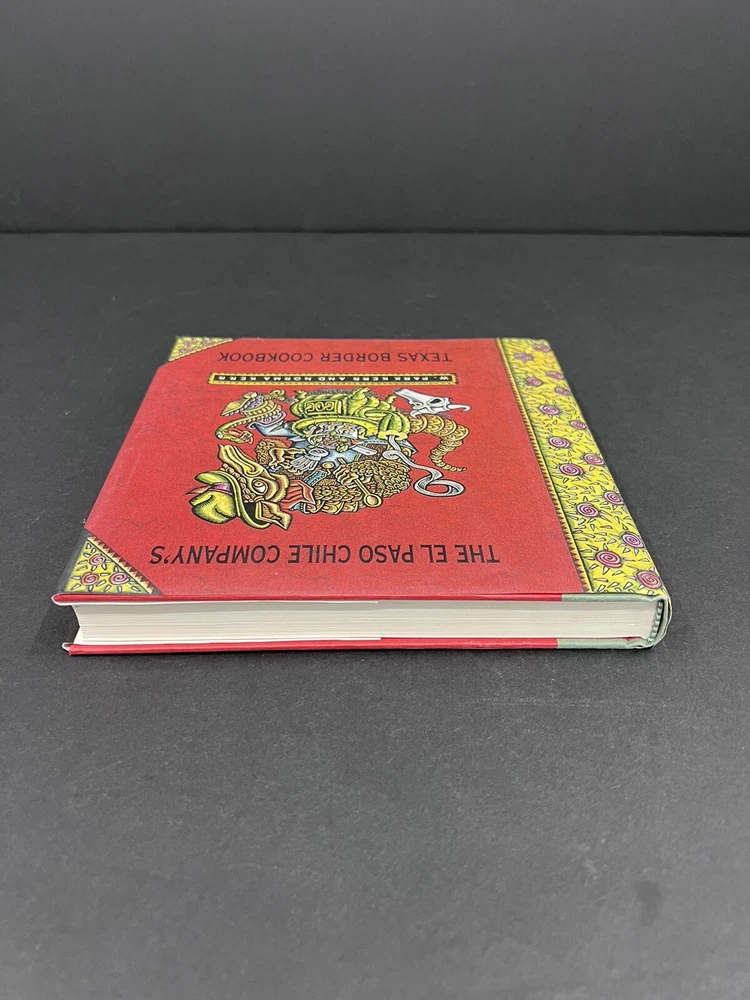 THE EL PASO CHILE COMPANY'S
W. PARK KERR AND NORMA KERR
TEXAS BORDER COOKBOOK